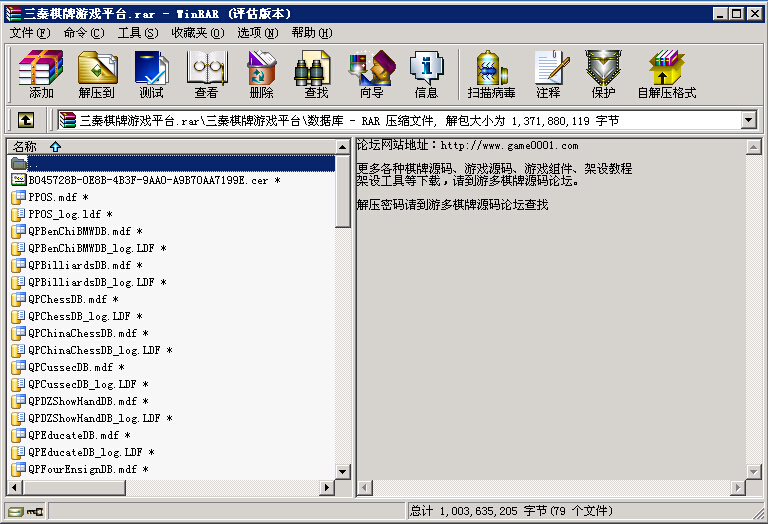 三秦棋牌游戏平台.rar - WinRAR (评估版本)
文件(F) 命令(C) 工具(S) 收藏夹(O) 选项(N) 帮助(H)
添加 解压到 测试 查看 删除 查找 向导 信息 扫描病毒 注释 保护 自解压格式
三秦棋牌游戏平台.rar\三秦棋牌游戏平台\数据库 - RAR 压缩文件, 解包大小为 1,371,880,119 字节
名称
..
B045728B-0E8B-4B3F-9AA0-A9B70AA7199E.cer *
PPOS.mdf *
PPOS_log.ldf *
QPBenChiBMWDB.mdf *
QPBenChiBMWDB_log.LDF *
QPBilliardsDB.mdf *
QPBilliardsDB_log.LDF *
QPChessDB.mdf *
QPChessDB_log.LDF *
QPChinaChessDB.mdf *
QPChinaChessDB_log.LDF *
QPCussecDB.mdf *
QPCussecDB_log.LDF *
QPDZShowHandDB.mdf *
QPDZShowHandDB_log.LDF *
QPEducateDB.mdf *
QPEducateDB_log.LDF *
QPFourEnsignDB.mdf *
论坛网站地址：http://www.game0001.com
更多各种棋牌源码、游戏源码、游戏组件、架设教程
架设工具等下载，请到游多棋牌源码论坛。
解压密码请到游多棋牌源码论坛查找
总计 1,003,635,205 字节(79 个文件)